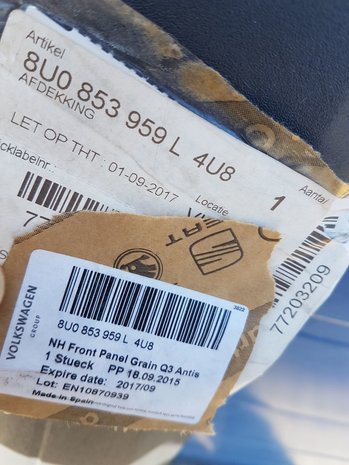 Artikel
8U0 853 959 L 4U8
AFDEKKING
LET OP THT : 01-09-2017
Locatie
Aantal
1
77203209
SEAT
VOLKSWAGEN
GROUP
8U0 853 959 L 4U8
NH Front Panel Grain Q3 Antis
1 Stueck PP 18.09.2015
Expire date: 2017/09
Lot: EN10870939
Made in Spain